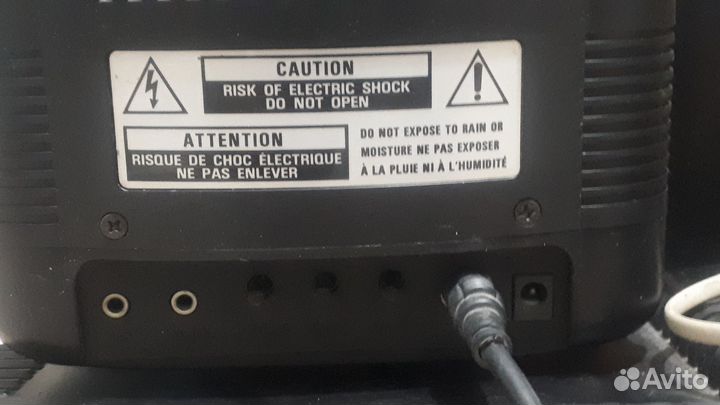 CAUTION
RISK OF ELECTRIC SHOCK
DO NOT OPEN
ATTENTION
RISQUE DE CHOC ÉLECTRIQUE
NE PAS ENLEVER
DO NOT EXPOSE TO RAIN OR
MOISTURE NE PAS EXPOSER
À LA PLUIE NI À L'HUMIDITÉ
Avito